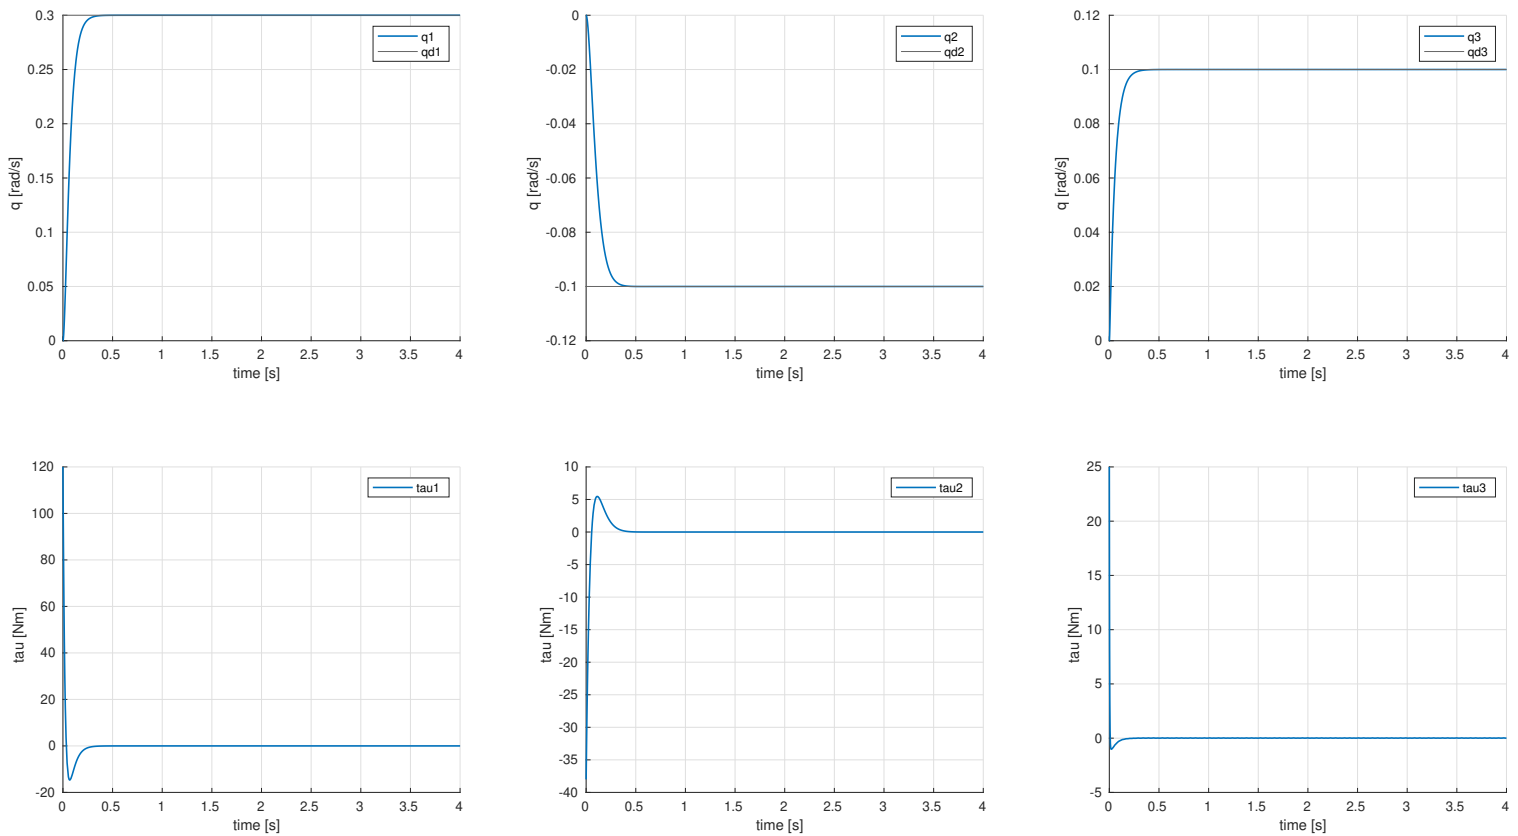 0.3
0.25
0.2
0.15
0.1
0.05
0
q [rad/s]
q1
qd1
0 0.5 1 1.5 2 2.5 3 3.5 4
time [s]
0
-0.02
-0.04
-0.06
-0.08
-0.1
-0.12
q [rad/s]
q2
qd2
0 0.5 1 1.5 2 2.5 3 3.5 4
time [s]
0.12
0.1
0.08
0.06
0.04
0.02
0
q [rad/s]
q3
qd3
0 0.5 1 1.5 2 2.5 3 3.5 4
time [s]
120
100
80
60
40
20
0
-20
tau [Nm]
tau1
0 0.5 1 1.5 2 2.5 3 3.5 4
time [s]
10
5
0
-5
-10
-15
-20
-25
-30
-35
-40
tau [Nm]
tau2
0 0.5 1 1.5 2 2.5 3 3.5 4
time [s]
25
20
15
10
5
0
-5
tau [Nm]
tau3
0 0.5 1 1.5 2 2.5 3 3.5 4
time [s]